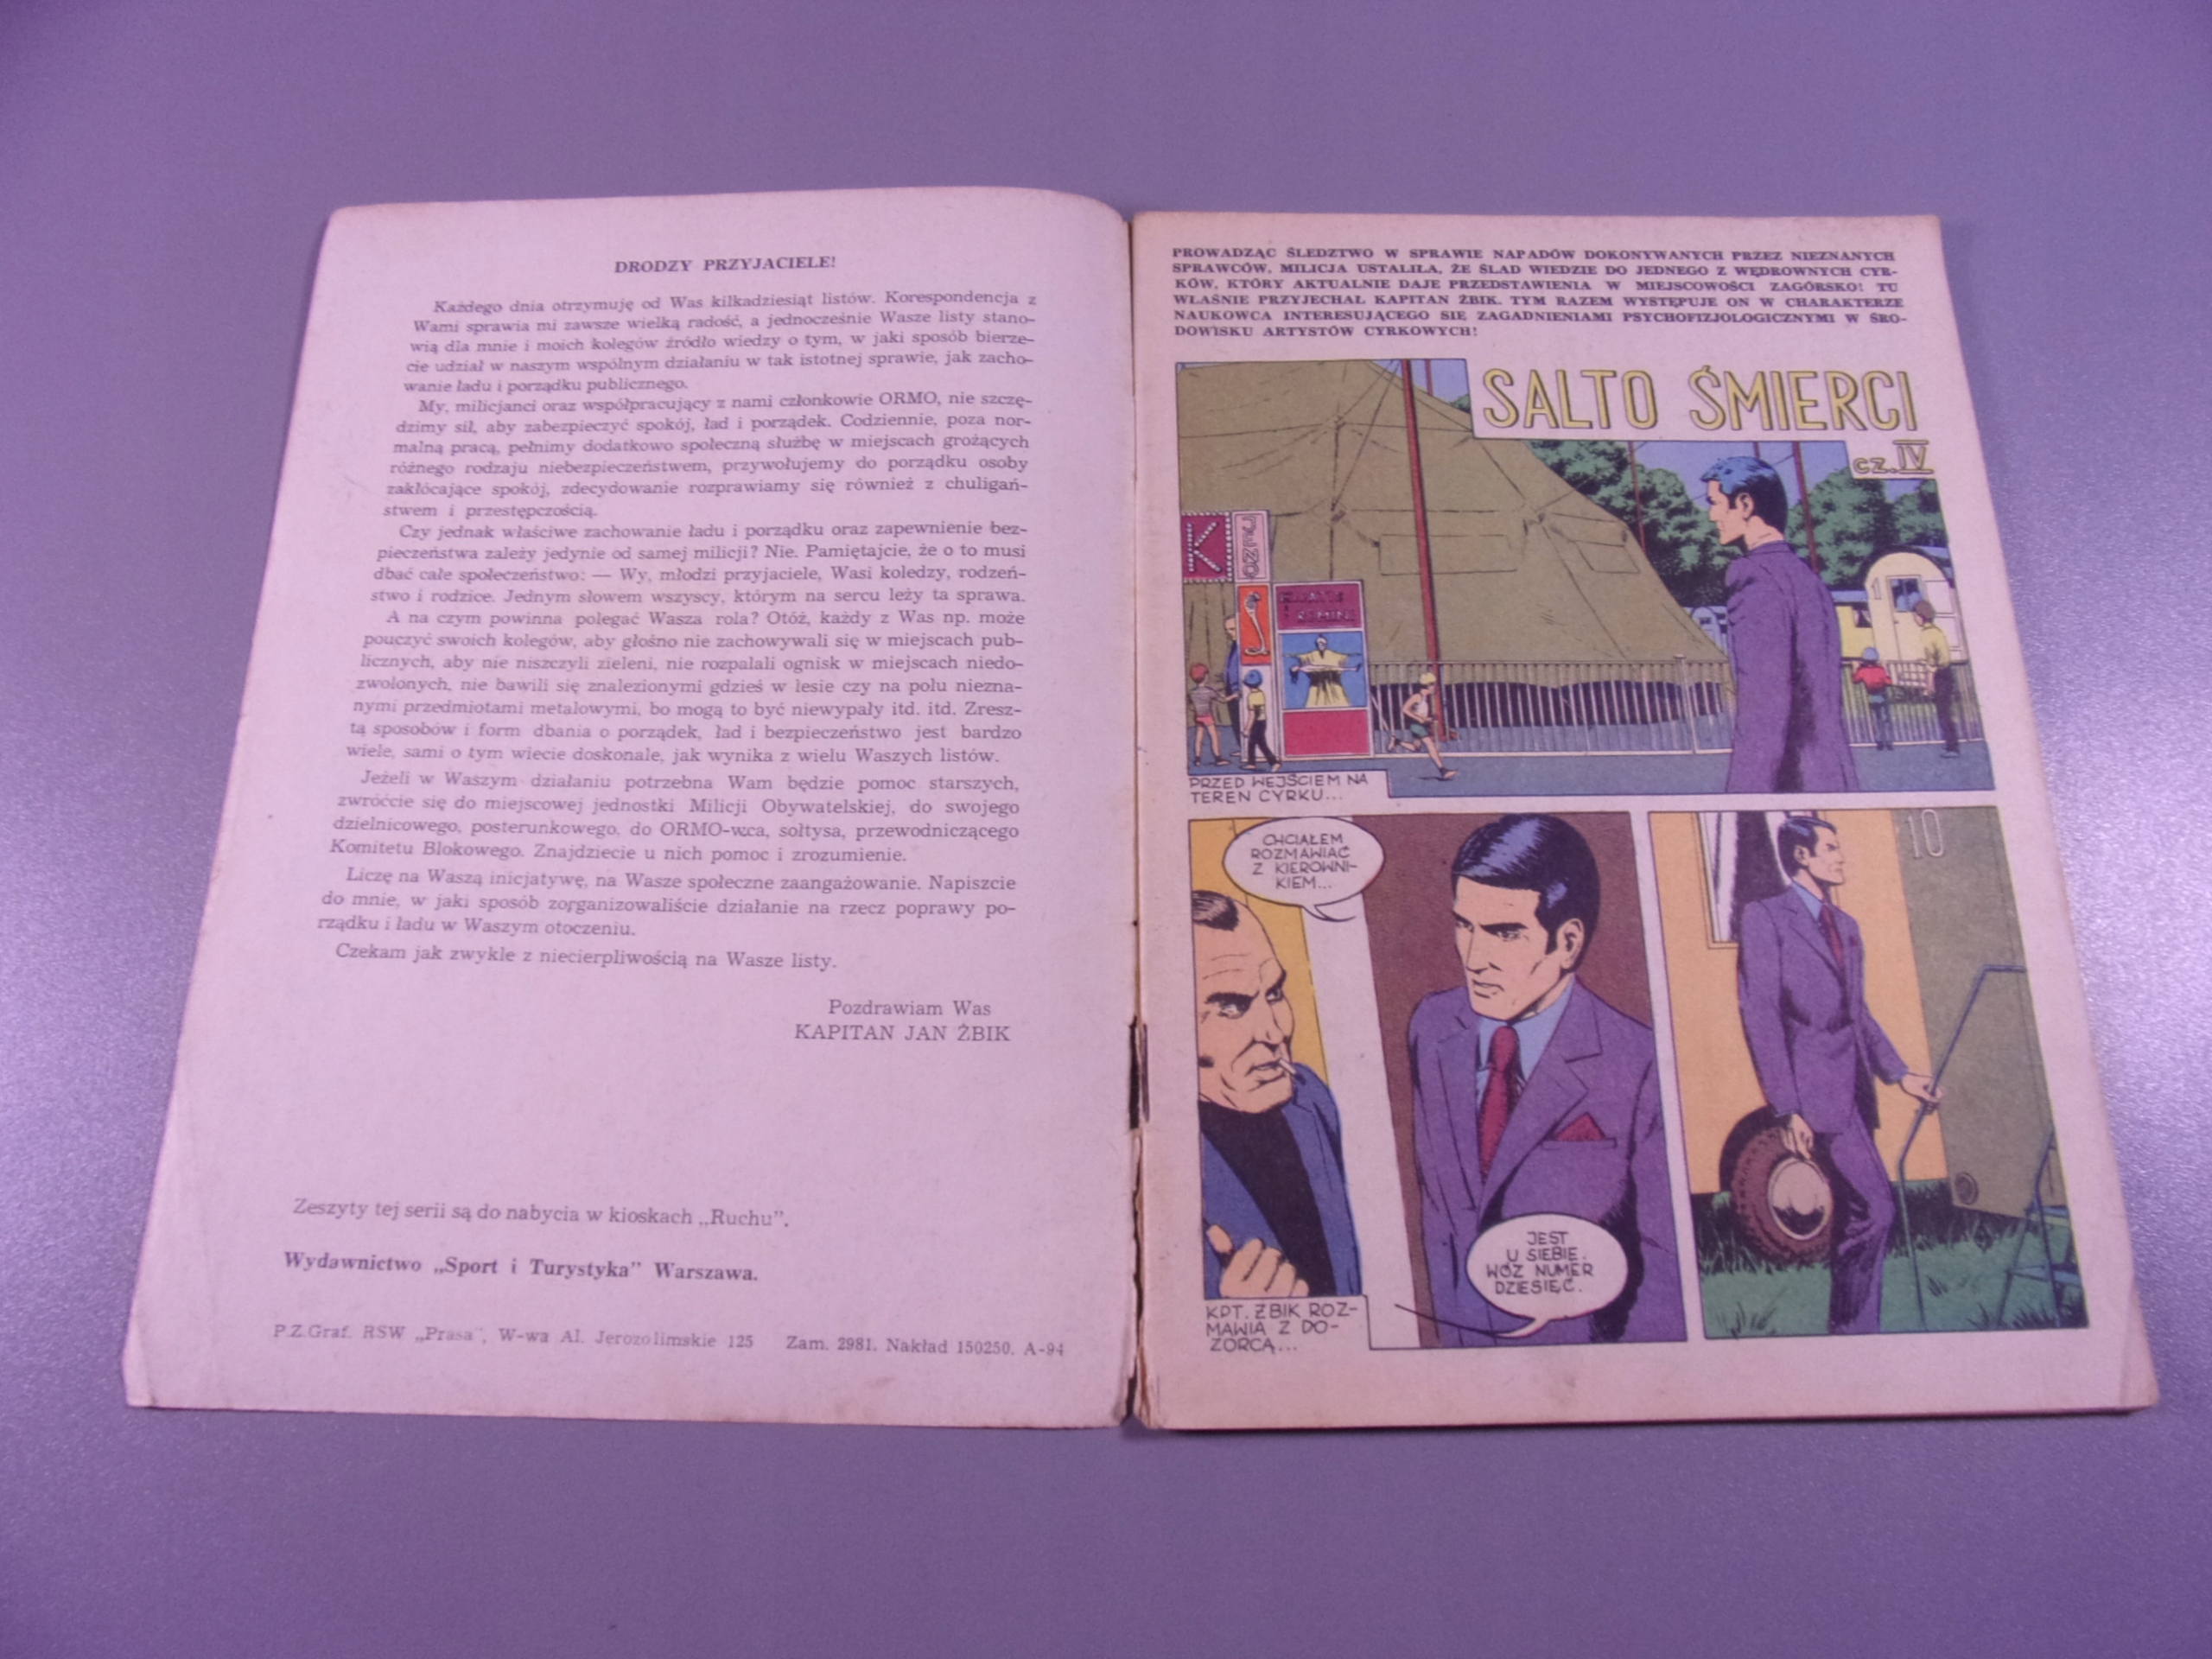 DRODZY PRZYJACIELE!
Każdego dnia otrzymuję od Was kilkadziesiąt listów. Korespondencja z
Wami sprawia mi zawsze wielką radość, a jednocześnie Wasze listy stano-
wią dla mnie i moich kolegów źródło wiedzy o tym, w jaki sposób bierze-
cie udział w naszym wspólnym działaniu w tak istotnej sprawie, jak zacho-
wanie ładu i porządku publicznego.
My, milicjanci oraz współpracujący z nami członkowie ORMO, nie szczę-
dzimy sił, aby zabezpieczyć spokój, ład i porządek. Codziennie, poza nor-
malną pracą, pełnimy dodatkowo społeczną służbę w miejscach grożących
różnego rodzaju niebezpieczeństwem, przywołujemy do porządku osoby
zakłócające spokój, zdecydowanie rozprawiamy się również z chuligań-
stwem i przestępczością.
Czy jednak właściwe zachowanie ładu i porządku oraz zapewnienie bez-
pieczeństwa zależy jedynie od samej milicji? Nie. Pamiętajcie, że o to musi
dbać całe społeczeństwo: — Wy, młodzi przyjaciele, Wasi koledzy, rodzeń-
stwo i rodzice. Jednym słowem wszyscy, którym na sercu leży ta sprawa.
A na czym powinna polegać Wasza rola? Otóż, każdy z Was np. może
pouczyć swoich kolegów, aby głośno nie zachowywali się w miejscach pub-
licznych, aby nie niszczyli zieleni, nie rozpalali ognisk w miejscach niedo-
zwolonych, nie bawili się znalezionymi gdzieś w lesie czy na polu niezna-
nymi przedmiotami metalowymi, bo mogą to być niewypały itd. itd. Zresz-
tą sposobów i form dbania o porządek, ład i bezpieczeństwo jest bardzo
wiele, sami o tym wiecie doskonale, jak wynika z wielu Waszych listów.
Jeżeli w Waszym działaniu potrzebna Wam będzie pomoc starszych,
zwróćcie się do miejscowej jednostki Milicji Obywatelskiej, do swojego
dzielnicowego, posterunkowego, do ORMO-wca, sołtysa, przewodniczącego
Komitetu Blokowego. Znajdziecie u nich pomoc i zrozumienie.
Liczę na Waszą inicjatywę, na Wasze społeczne zaangażowanie. Napiszcie
do mnie, w jaki sposób zorganizowaliście działanie na rzecz poprawy po-
rządku i ładu w Waszym otoczeniu.
Czekam jak zwykle z niecierpliwością na Wasze listy.
Pozdrawiam Was
KAPITAN JAN ŻBIK
Zeszyty tej serii są do nabycia w kioskach „Ruchu”.
Wydawnictwo „Sport i Turystyka” Warszawa.
P.Z.Graf. RSW „Prasa”, W-wa Al. Jerozolimskie 125 Zam. 2981. Nakład 150250. A-94
PROWADZĄC ŚLEDZTWO W SPRAWIE NAPADÓW DOKONYWANYCH PRZEZ NIEZNANYCH
SPRAWCÓW, MILICJA USTALIŁA, ŻE ŚLAD WIEDZIE DO JEDNEGO Z WĘDROWNYCH CYR-
KÓW, KTÓRY AKTUALNIE DAJE PRZEDSTAWIENIA W MIEJSCOWOŚCI ZAGÓRSKO! TU
WŁAŚNIE PRZYJECHAŁ KAPITAN ŻBIK. TYM RAZEM WYSTĘPUJE ON W CHARAKTERZE
NAUKOWCA INTERESUJĄCEGO SIĘ ZAGADNIENIAMI PSYCHOFIZJOLOGICZNYMI W ŚRO-
DOWISKU ARTYSTÓW CYRKOWYCH!
SALTO ŚMIERCI
CZ. IV
K
1
PRZED WEJŚCIEM NA
TEREN CYRKU...
CHCIAŁEM
ROZMAWIAĆ
Z KIEROWNI-
KIEM...
10
JEST
U SIEBIE.
WÓZ NUMER
DZIESIĘĆ.
KPT. ŻBIK ROZ-
MAWIA Z DO-
ZORCĄ...